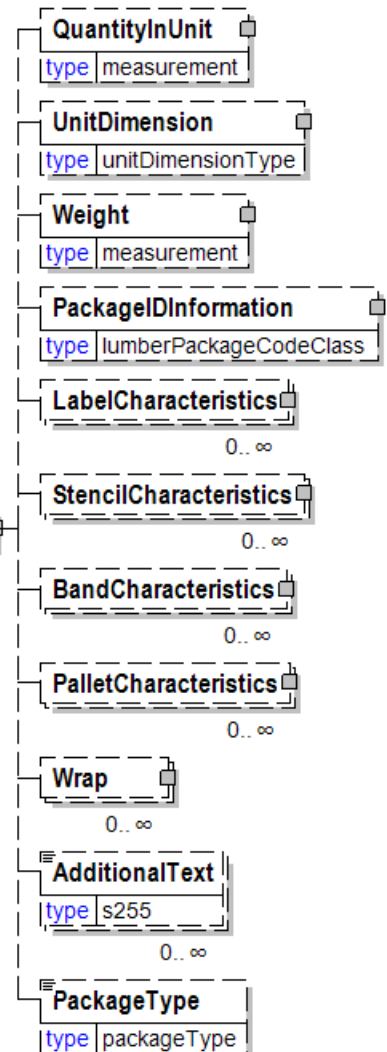 QuantityInUnit
type measurement
UnitDimension
type unitDimensionType
Weight
type measurement
PackageIDInformation
type lumberPackageCodeClass
LabelCharacteristics
0.. ∞
StencilCharacteristics
0.. ∞
BandCharacteristics
0.. ∞
PalletCharacteristics
0.. ∞
Wrap
0.. ∞
AdditionalText
type s255
0.. ∞
PackageType
type packageType